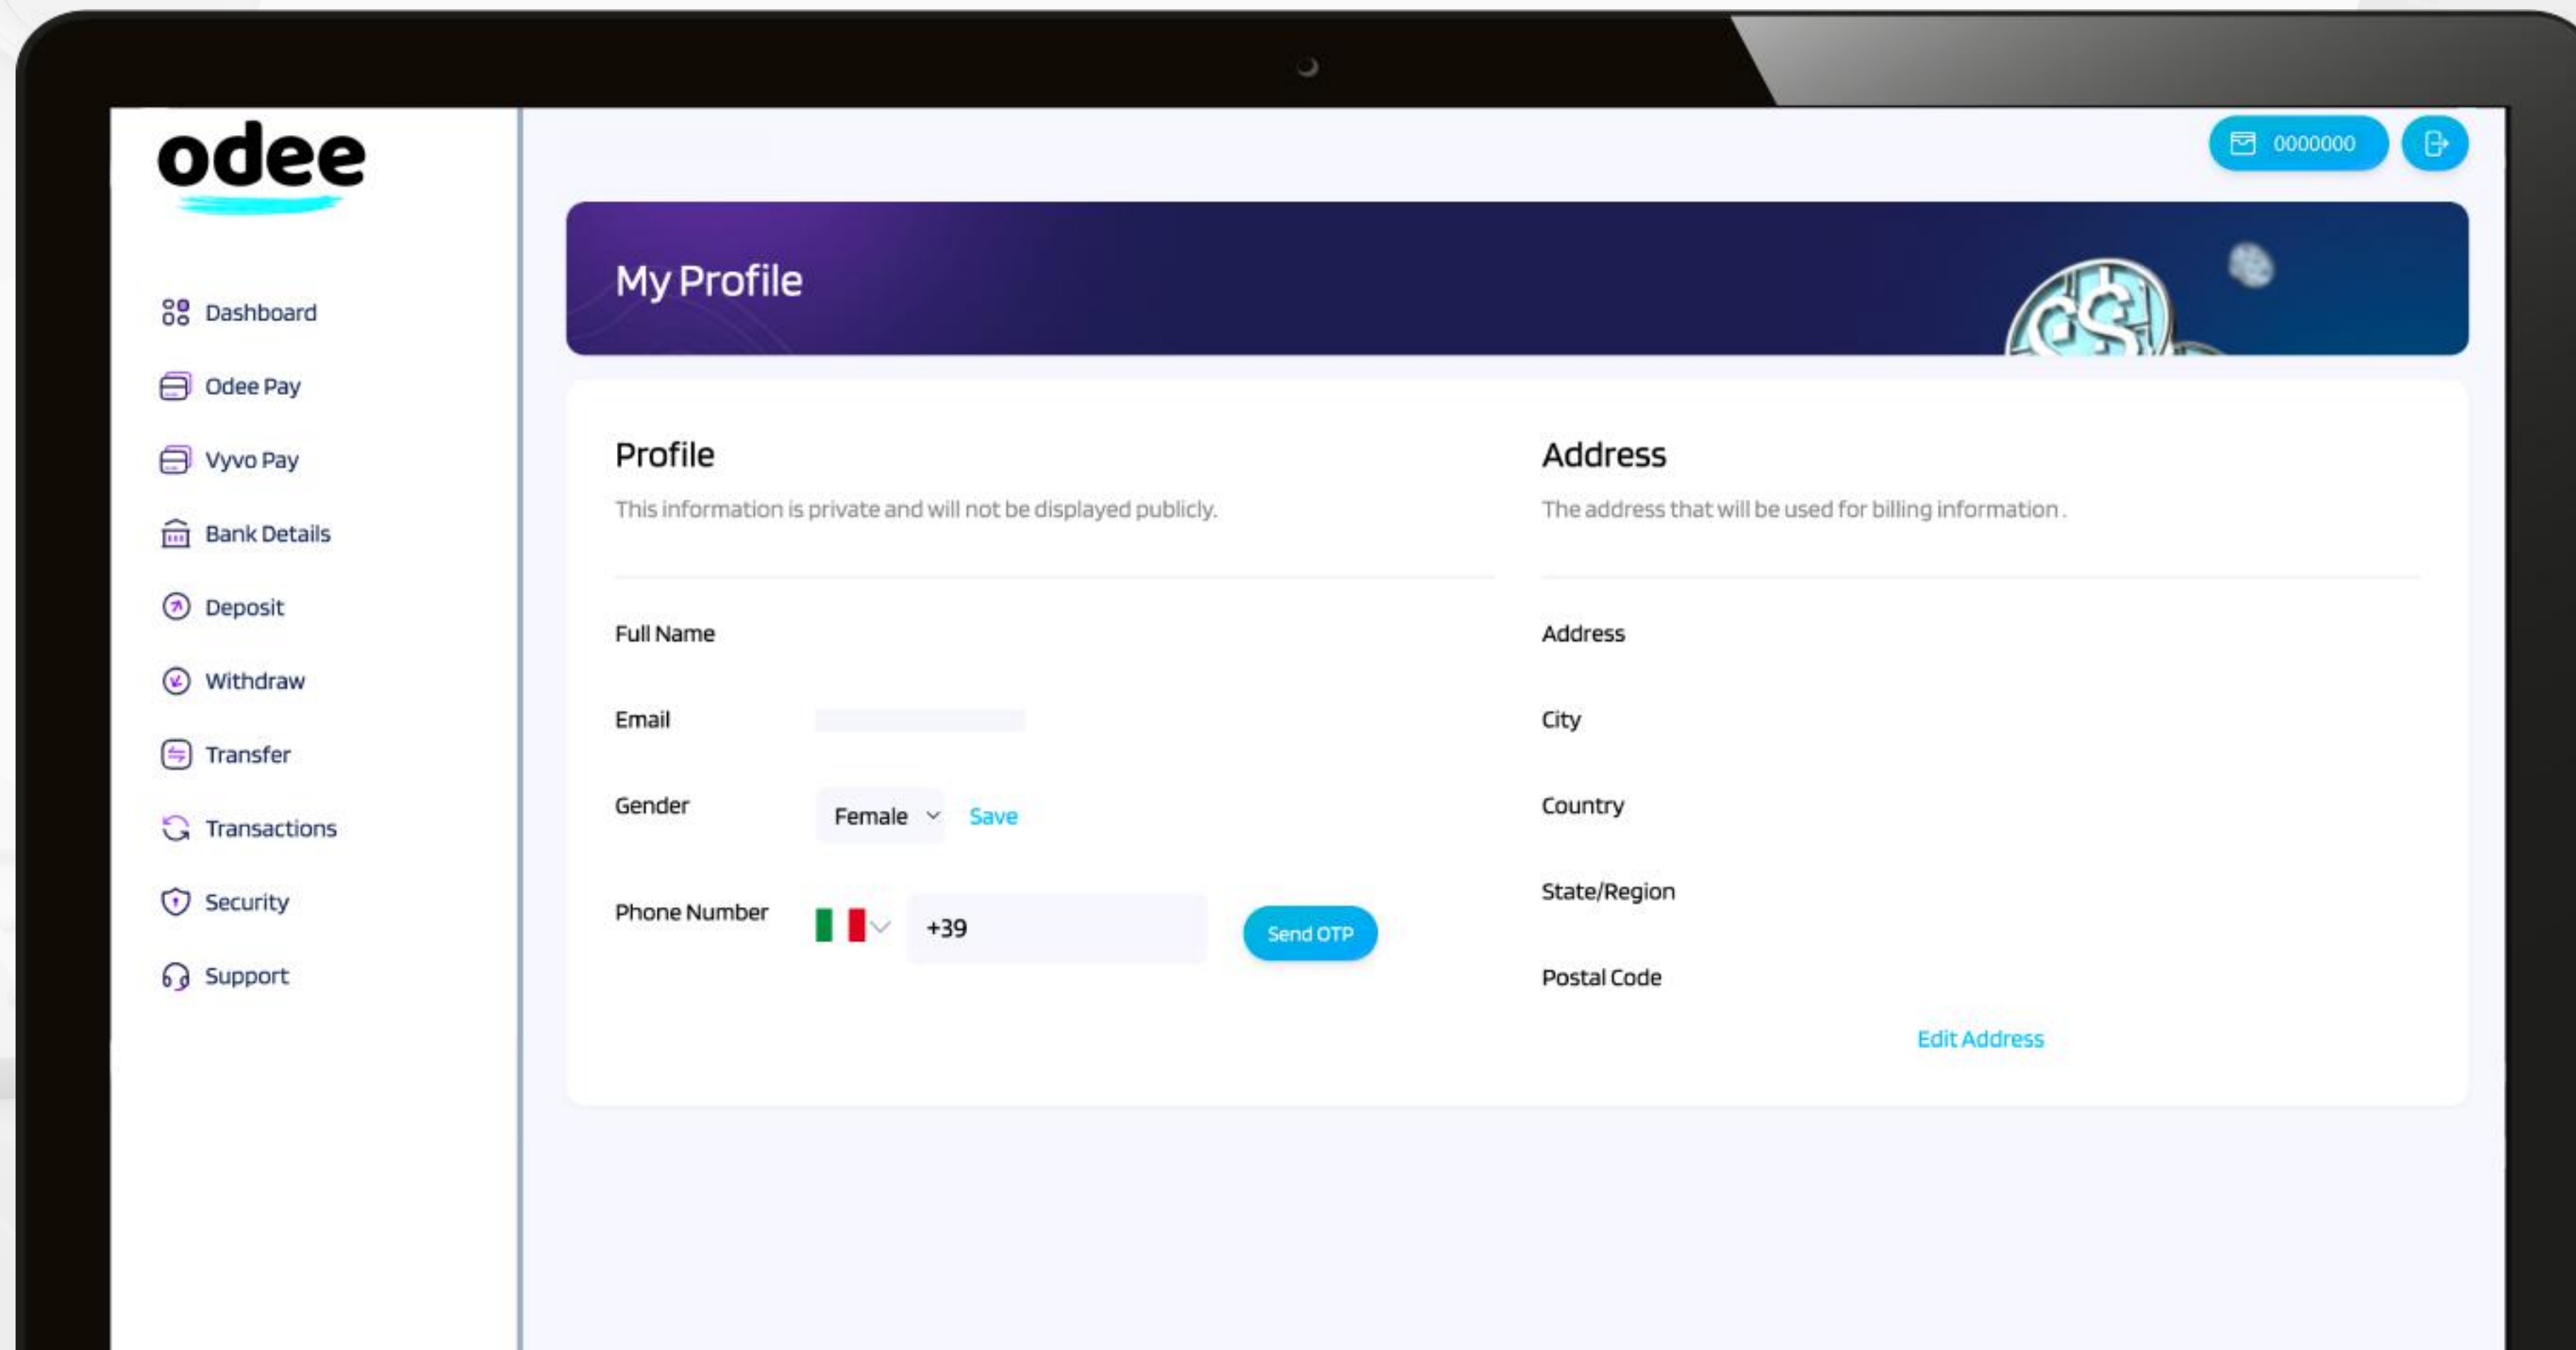 odee
0000000
Dashboard
Odee Pay
Vyvo Pay
Bank Details
Deposit
Withdraw
Transfer
Transactions
Security
Support
My Profile
Profile
This information is private and will not be displayed publicly.
Full Name
Email
Gender
Female
Save
Phone Number
+39
Send OTP
Address
The address that will be used for billing information .
Address
City
Country
State/Region
Postal Code
Edit Address